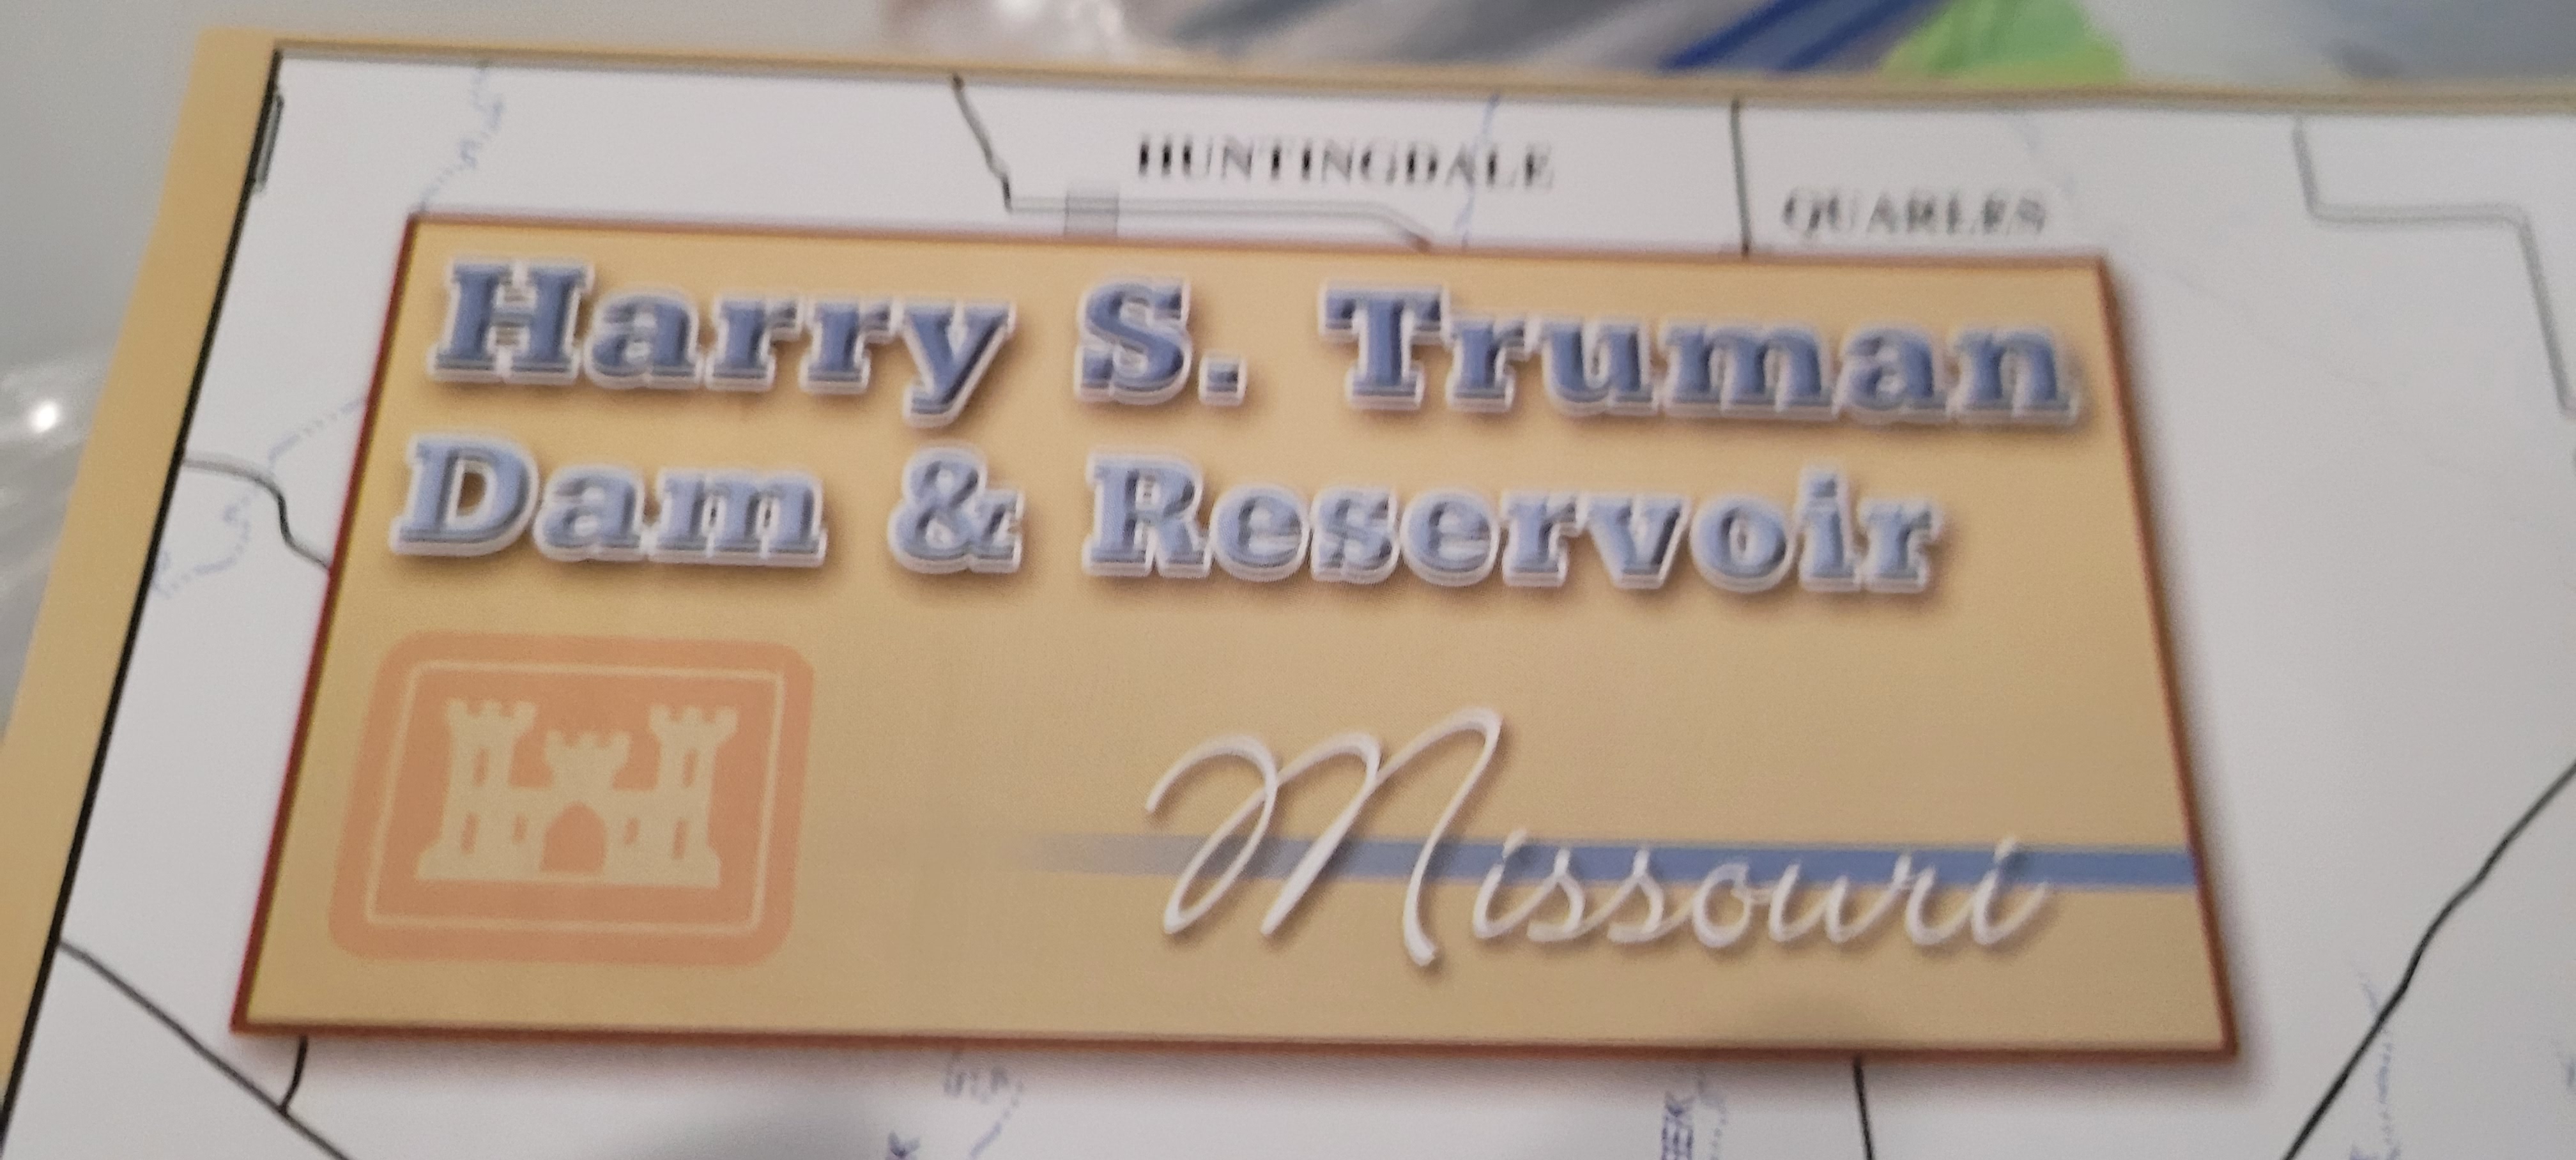 HUNTINGDALE
QUARLES
Harry S. Truman
Dam & Reservoir
Missouri